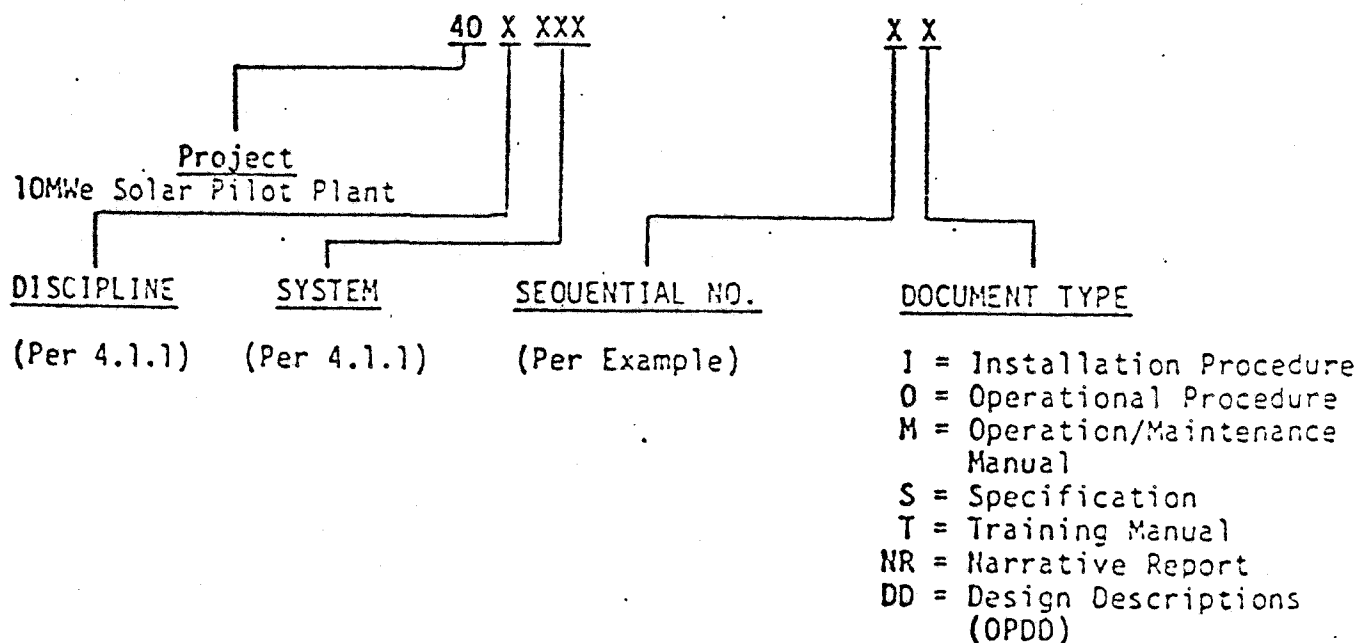 40 X XXX X X
Project
10MWe Solar Pilot Plant
DISCIPLINE SYSTEM SEQUENTIAL NO. DOCUMENT TYPE
(Per 4.1.1) (Per 4.1.1) (Per Example)
I = Installation Procedure
O = Operational Procedure
M = Operation/Maintenance
Manual
S = Specification
T = Training Manual
NR = Narrative Report
DD = Design Descriptions
(OPDD)